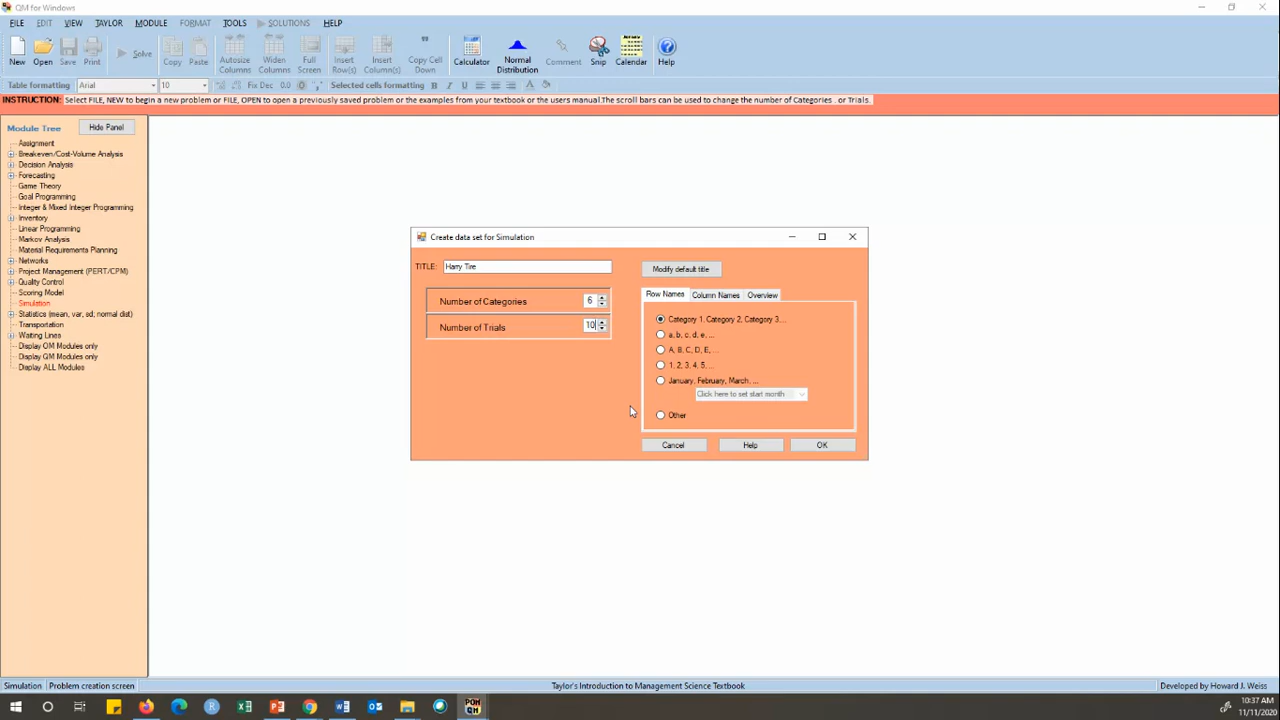 QM for Windows
FILE EDIT VIEW TAYLOR MODULE FORMAT TOOLS SOLUTIONS HELP
New Open Save Print Solve Copy Paste Autosize Columns Widen Columns Full Screen Insert Row(s) Insert Column(s) Copy Cell Down Calculator Normal Distribution Comment Snip Calendar Help
Table formatting Arial 10 Fix Dec 0.0 Selected cells formatting B I U A
INSTRUCTION: Select FILE, NEW to begin a new problem or FILE, OPEN to open a previously saved problem or the examples from your textbook or the users manual.The scroll bars can be used to change the number of Categories . or Trials.
Module Tree Hide Panel
Assignment
Breakeven/Cost-Volume Analysis
Decision Analysis
Forecasting
Game Theory
Goal Programming
Integer & Mixed Integer Programming
Inventory
Linear Programming
Markov Analysis
Material Requirements Planning
Networks
Project Management (PERT/CPM)
Quality Control
Scoring Model
Simulation
Statistics (mean, var, sd; normal dist)
Transportation
Waiting Lines
Display OM Modules only
Display QM Modules only
Display ALL Modules
Create data set for Simulation
TITLE: Harry Tire
Modify default title
Number of Categories 6
Number of Trials 10
Row Names Column Names Overview
Category 1, Category 2, Category 3...
a, b, c, d, e, ...
A, B, C, D, E, ...
1, 2, 3, 4, 5, ...
January, February, March, ...
Click here to set start month
Other
Cancel Help OK
Simulation Problem creation screen Taylor's Introduction to Management Science Textbook Developed by Howard J. Weiss
POM QM
10:37 AM
11/11/2020